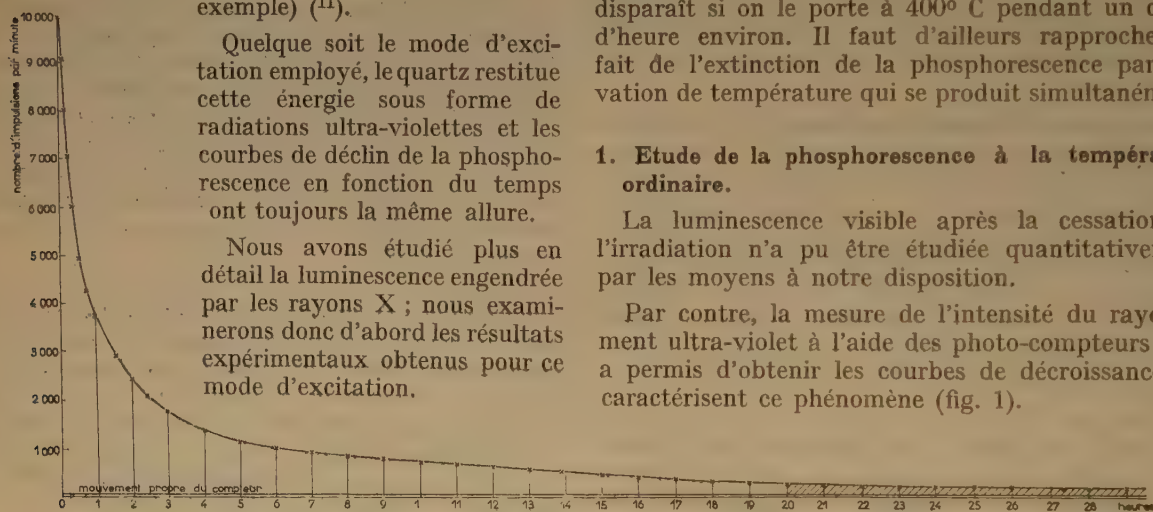 exemple) (¹¹).
Quelque soit le mode d'exci-
tation employé, le quartz restitue
cette énergie sous forme de
radiations ultra-violettes et les
courbes de déclin de la phospho-
rescence en fonction du temps
ont toujours la même allure.
Nous avons étudié plus en
détail la luminescence engendrée
par les rayons X ; nous exami-
nerons donc d'abord les résultats
expérimentaux obtenus pour ce
mode d'excitation.
disparaît si on le porte à 400° C pendant un
d'heure environ. Il faut d'ailleurs rapproche
fait de l'extinction de la phosphorescence par
vation de température qui se produit simultaném
1. Etude de la phosphorescence à la tempéra
ordinaire.
La luminescence visible après la cessation
l'irradiation n'a pu être étudiée quantitative
par les moyens à notre disposition.
Par contre, la mesure de l'intensité du raye
ment ultra-violet à l'aide des photo-compteurs
a permis d'obtenir les courbes de décroissance
caractérisent ce phénomène (fig. 1).
nombre d'impulsions par minute
10 000
9 000
8 000
7 000
6 000
5 000
4 000
3 000
2 000
1 000
mouvement propre du compteur
0 1 2 3 4 5 6 7 8 9 1 11 12 13 14 15 16 17 18 19 20 21 22 23 24 25 26 27 28 heures